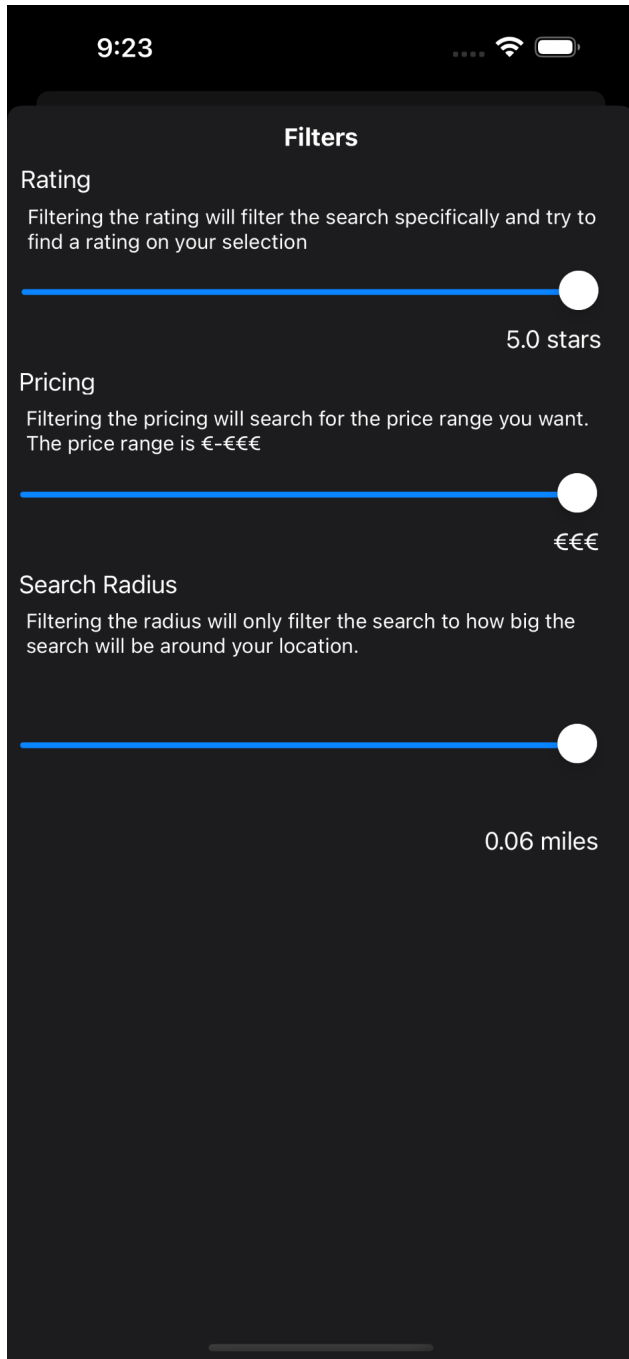 9:23
Filters
Rating
Filtering the rating will filter the search specifically and try to
find a rating on your selection
5.0 stars
Pricing
Filtering the pricing will search for the price range you want.
The price range is €-€€€
€€€
Search Radius
Filtering the radius will only filter the search to how big the
search will be around your location.
0.06 miles